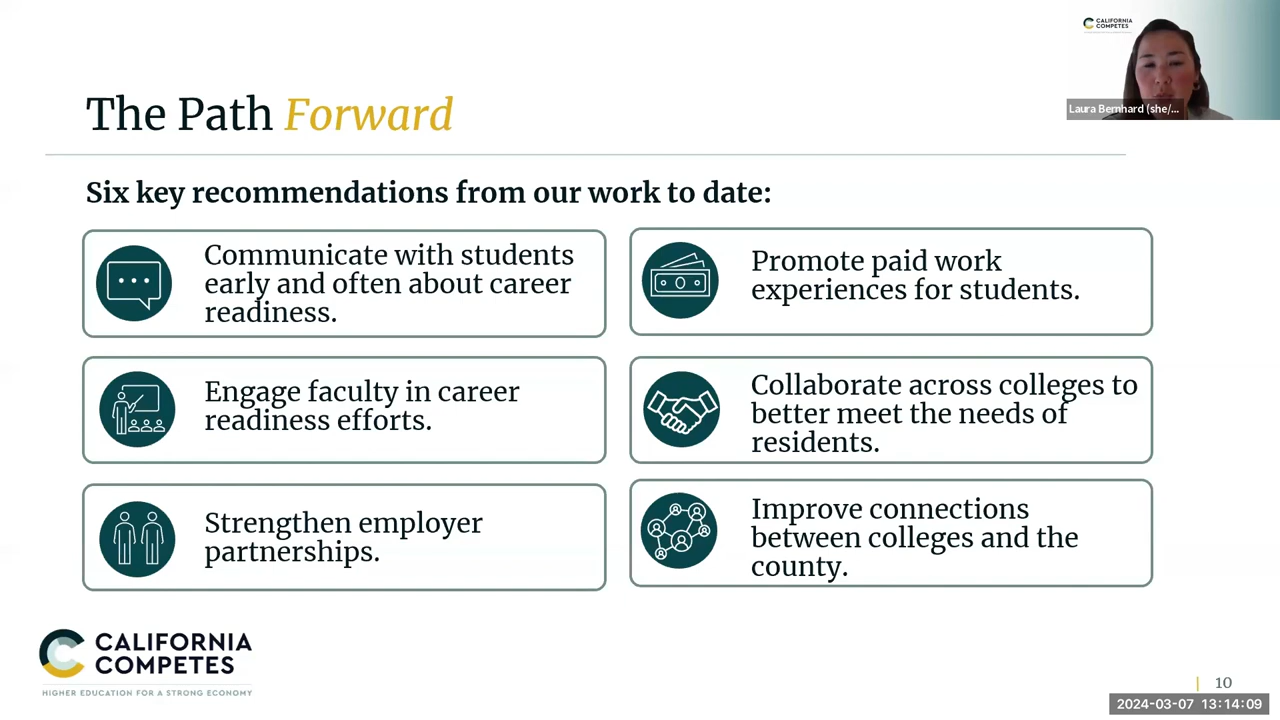 CALIFORNIA
COMPETES
Laura Bernhard (she/...
The Path Forward
Six key recommendations from our work to date:
Communicate with students
early and often about career
readiness.
Promote paid work
experiences for students.
Engage faculty in career
readiness efforts.
Collaborate across colleges to
better meet the needs of
residents.
Strengthen employer
partnerships.
Improve connections
between colleges and the
county.
CALIFORNIA
COMPETES
HIGHER EDUCATION FOR A STRONG ECONOMY
| 10
2024-03-07 13:14:09